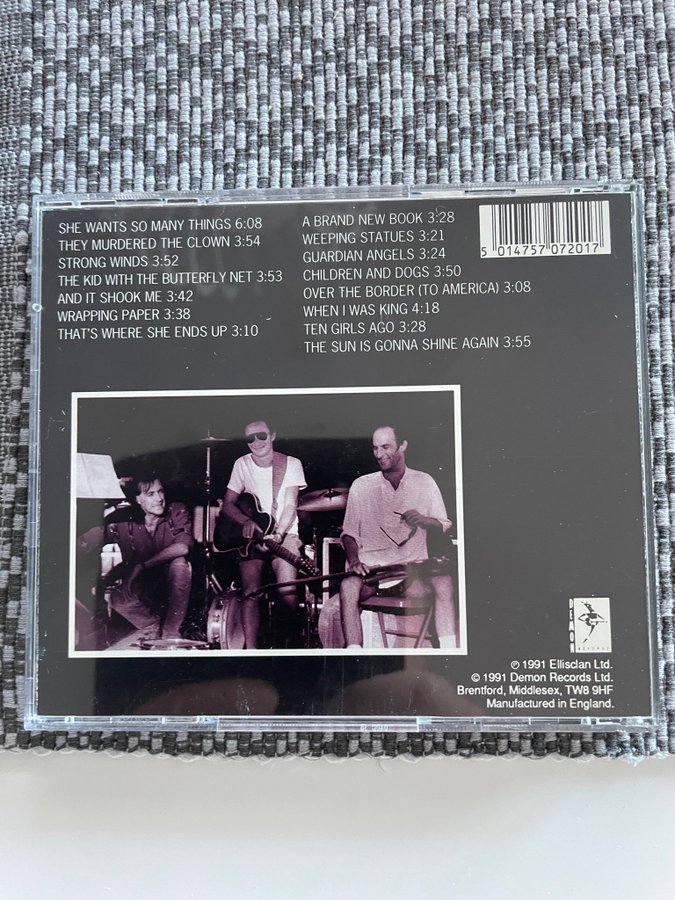 SHE WANTS SO MANY THINGS 6:08
THEY MURDERED THE CLOWN 3:54
STRONG WINDS 3:52
THE KID WITH THE BUTTERFLY NET 3:53
AND IT SHOOK ME 3:42
WRAPPING PAPER 3:38
THAT'S WHERE SHE ENDS UP 3:10
A BRAND NEW BOOK 3:28
WEEPING STATUES 3:21
GUARDIAN ANGELS 3:24
CHILDREN AND DOGS 3:50
OVER THE BORDER (TO AMERICA) 3:08
WHEN I WAS KING 4:18
TEN GIRLS AGO 3:28
THE SUN IS GONNA SHINE AGAIN 3:55
5 014757 072017
DEMON
RECORDS
℗ 1991 Ellisclan Ltd.
© 1991 Demon Records Ltd.
Brentford, Middlesex, TW8 9HF
Manufactured in England.